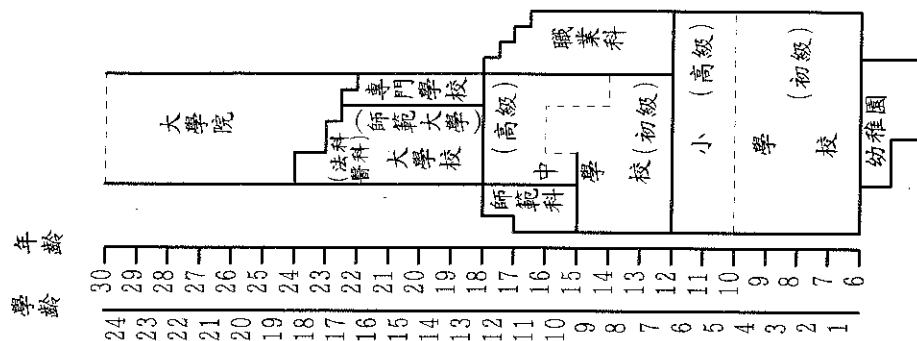 大學院
(法科
醫科)
大學校
(師範大學)
專門學校
師範科
中學校
(高級)
(初級)
職業科
小學校
(高級)
(初級)
幼稚園
年齡
30 29 28 27 26 25 24 23 22 21 20 19 18 17 16 15 14 13 12 11 10 9 8 7 6
學齡
24 23 22 21 20 19 18 17 16 15 14 13 12 11 10 9 8 7 6 5 4 3 2 1